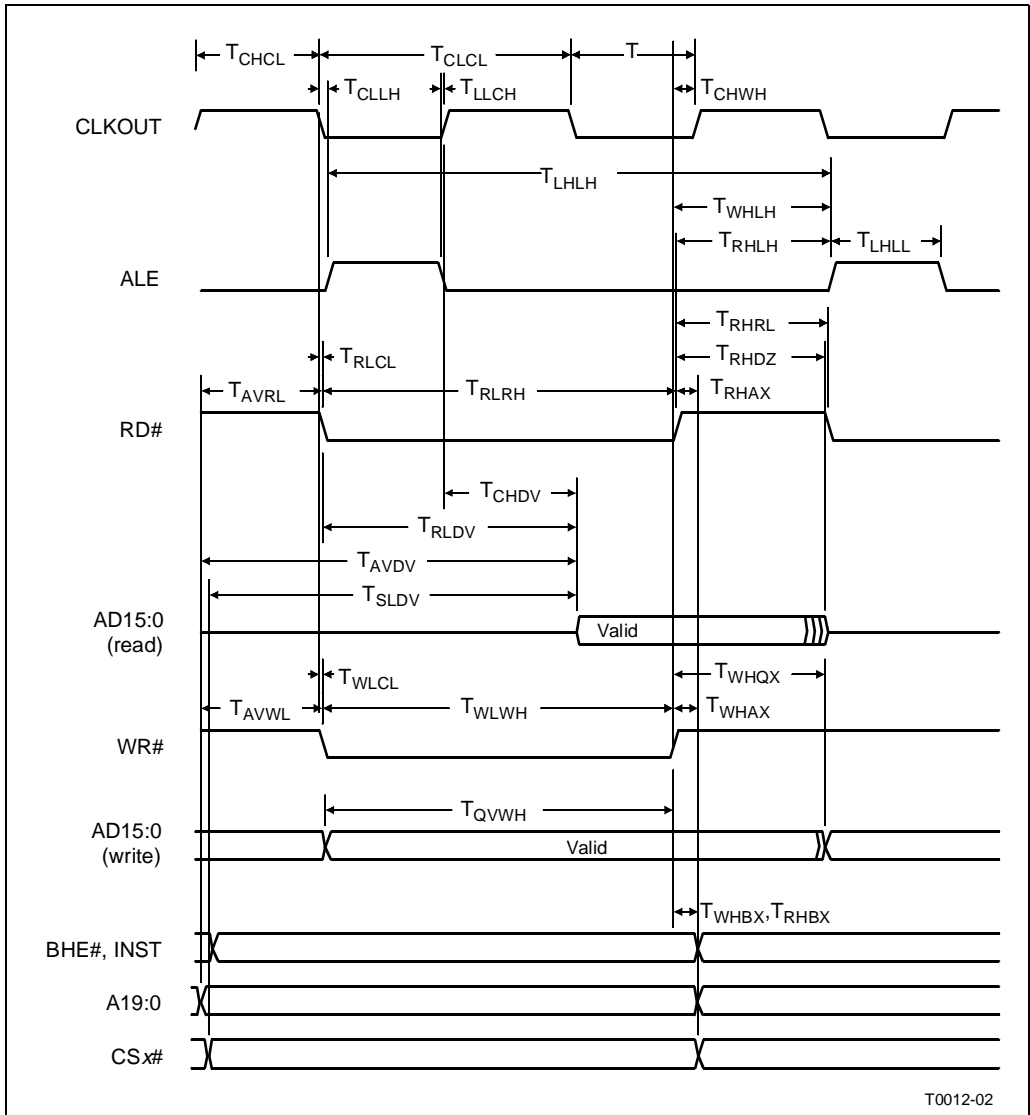 T_CHCL T_CLCL T
T_CLLH T_LLCH T_CHWH
CLKOUT
T_LHLH
T_WHLH
T_RHLH T_LHLL
ALE
T_RHRL
T_RLCL T_RHDZ
T_AVRL T_RLRH T_RHAX
RD#
T_CHDV
T_RLDV
T_AVDV
T_SLDV
AD15:0
(read)
Valid
T_WLCL T_WHQX
T_AVWL T_WLWH T_WHAX
WR#
T_QVWH
AD15:0
(write)
Valid
T_WHBX,T_RHBX
BHE#, INST
A19:0
CSx#
T0012-02